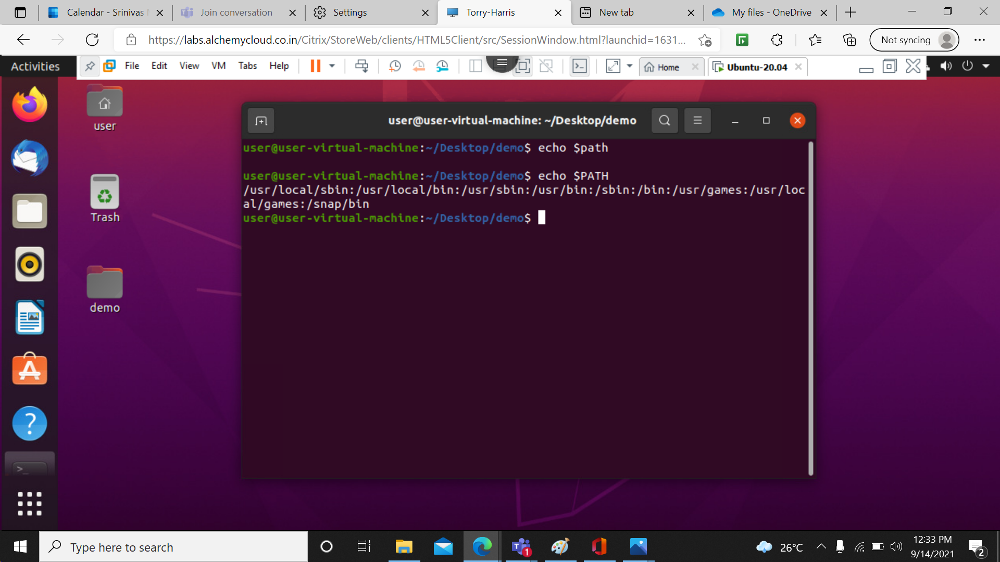 Calendar - Srinivas
Join conversation
Settings
Torry-Harris
New tab
My files - OneDrive
https://labs.alchemycloud.co.in/Citrix/StoreWeb/clients/HTML5Client/src/SessionWindow.html?launchid=1631...
Not syncing
Activities
File Edit View VM Tabs Help
Home
Ubuntu-20.04
user
Trash
demo
user@user-virtual-machine: ~/Desktop/demo
user@user-virtual-machine:~/Desktop/demo$ echo $path
user@user-virtual-machine:~/Desktop/demo$ echo $PATH
/usr/local/sbin:/usr/local/bin:/usr/sbin:/usr/bin:/sbin:/bin:/usr/games:/usr/loc
al/games:/snap/bin
user@user-virtual-machine:~/Desktop/demo$
Type here to search
1
26°C
12:33 PM
9/14/2021
2